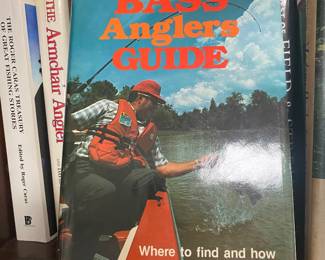 THE ROGER CARAS TREASURY
OF GREAT FISHING STORIES
Edited by Roger Caras
THE Armchair Angler
BASS
Anglers
GUIDE
Where to find and how
FIELD &